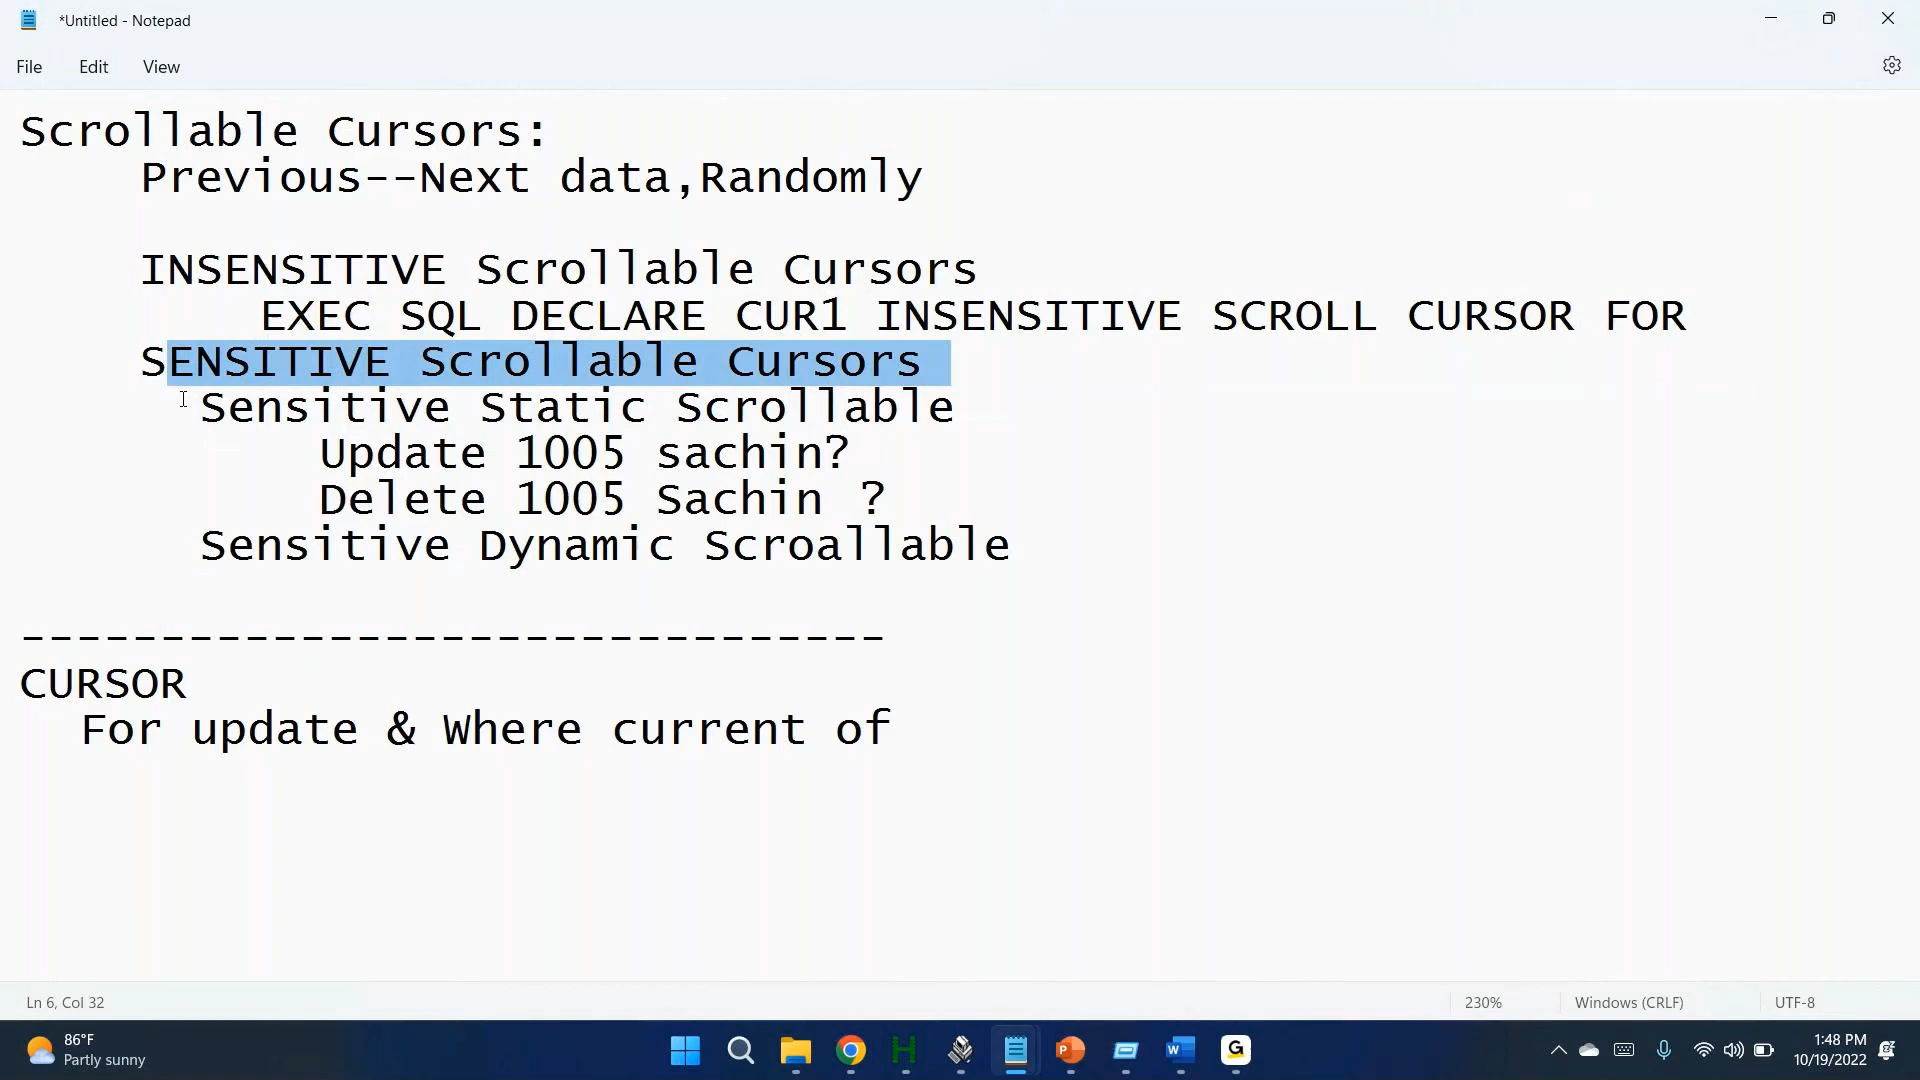 *Untitled - Notepad
File Edit View
Scrollable Cursors:
Previous--Next data,Randomly
INSENSITIVE Scrollable Cursors
EXEC SQL DECLARE CUR1 INSENSITIVE SCROLL CURSOR FOR
SENSITIVE Scrollable Cursors
Sensitive Static Scrollable
Update 1005 sachin?
Delete 1005 Sachin ?
Sensitive Dynamic Scroallable
--------------------------------
CURSOR
For update & Where current of
Ln 6, Col 32 230% Windows (CRLF) UTF-8
86°F
Partly sunny
1:48 PM
10/19/2022